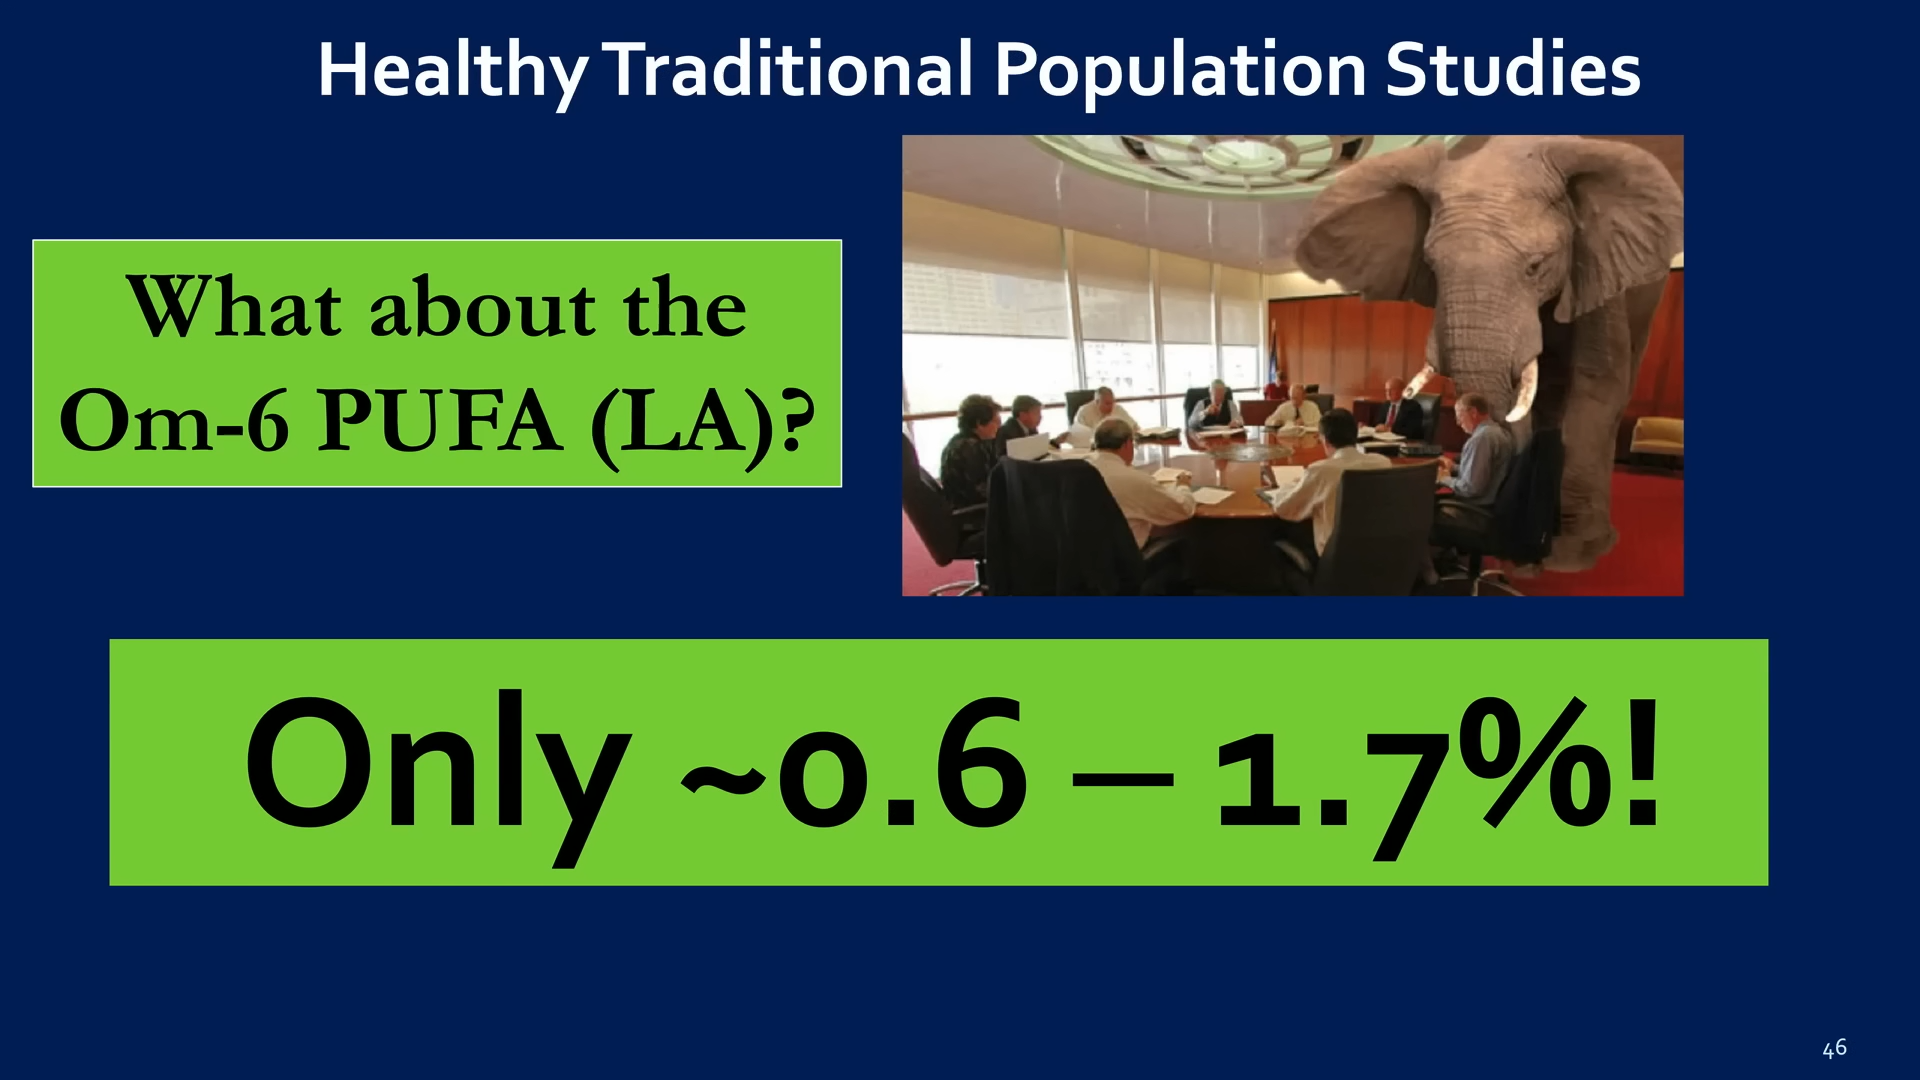 Healthy Traditional Population Studies
What about the
Om-6 PUFA (LA)?
Only ~0.6 – 1.7%!
46